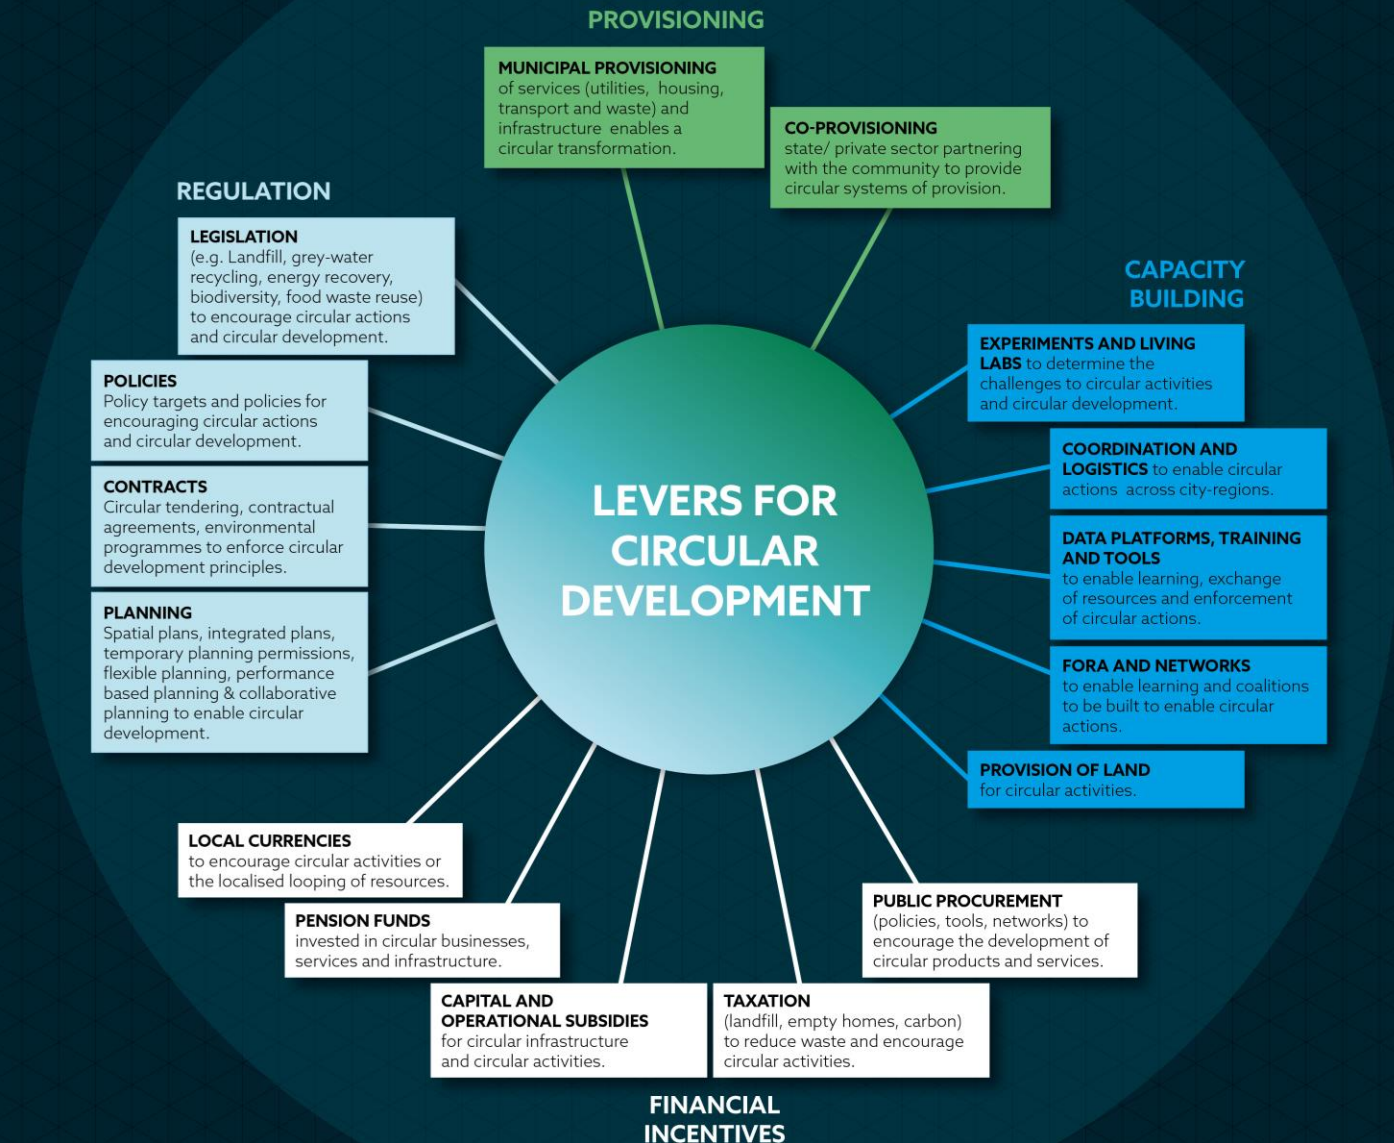 PROVISIONING
MUNICIPAL PROVISIONING
of services (utilities, housing,
transport and waste) and
infrastructure enables a
circular transformation.
CO-PROVISIONING
state/ private sector partnering
with the community to provide
circular systems of provision.
REGULATION
LEGISLATION
(e.g. Landfill, grey-water
recycling, energy recovery,
biodiversity, food waste reuse)
to encourage circular actions
and circular development.
POLICIES
Policy targets and policies for
encouraging circular actions
and circular development.
CONTRACTS
Circular tendering, contractual
agreements, environmental
programmes to enforce circular
development principles.
PLANNING
Spatial plans, integrated plans,
temporary planning permissions,
flexible planning, performance
based planning & collaborative
planning to enable circular
development.
LEVERS FOR
CIRCULAR
DEVELOPMENT
CAPACITY
BUILDING
EXPERIMENTS AND LIVING
LABS to determine the
challenges to circular activities
and circular development.
COORDINATION AND
LOGISTICS to enable circular
actions across city-regions.
DATA PLATFORMS, TRAINING
AND TOOLS
to enable learning, exchange
of resources and enforcement
of circular actions.
FORA AND NETWORKS
to enable learning and coalitions
to be built to enable circular
actions.
PROVISION OF LAND
for circular activities.
LOCAL CURRENCIES
to encourage circular activities or
the localised looping of resources.
PENSION FUNDS
invested in circular businesses,
services and infrastructure.
CAPITAL AND
OPERATIONAL SUBSIDIES
for circular infrastructure
and circular activities.
TAXATION
(landfill, empty homes, carbon)
to reduce waste and encourage
circular activities.
PUBLIC PROCUREMENT
(policies, tools, networks) to
encourage the development of
circular products and services.
FINANCIAL
INCENTIVES